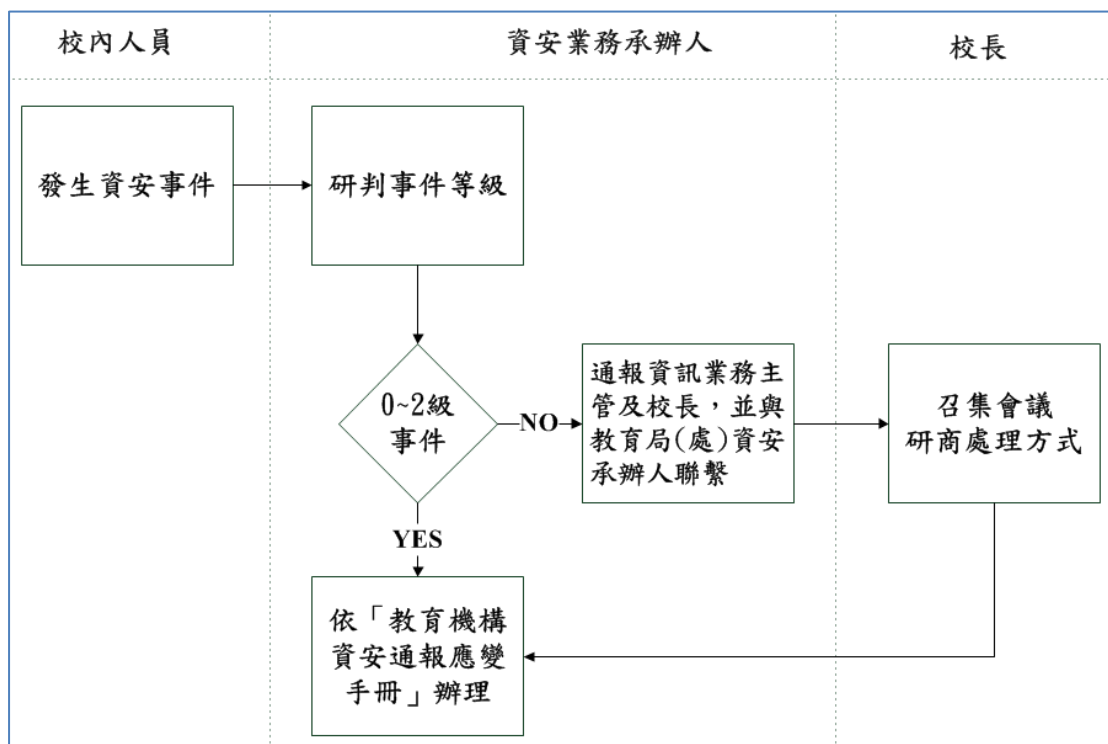 校內人員
資安業務承辦人
校長
發生資安事件
研判事件等級
0~2級
事件
NO
通報資訊業務主
管及校長，並與
教育局(處)資安
承辦人聯繫
召集會議
研商處理方式
YES
依「教育機構
資安通報應變
手冊」辦理